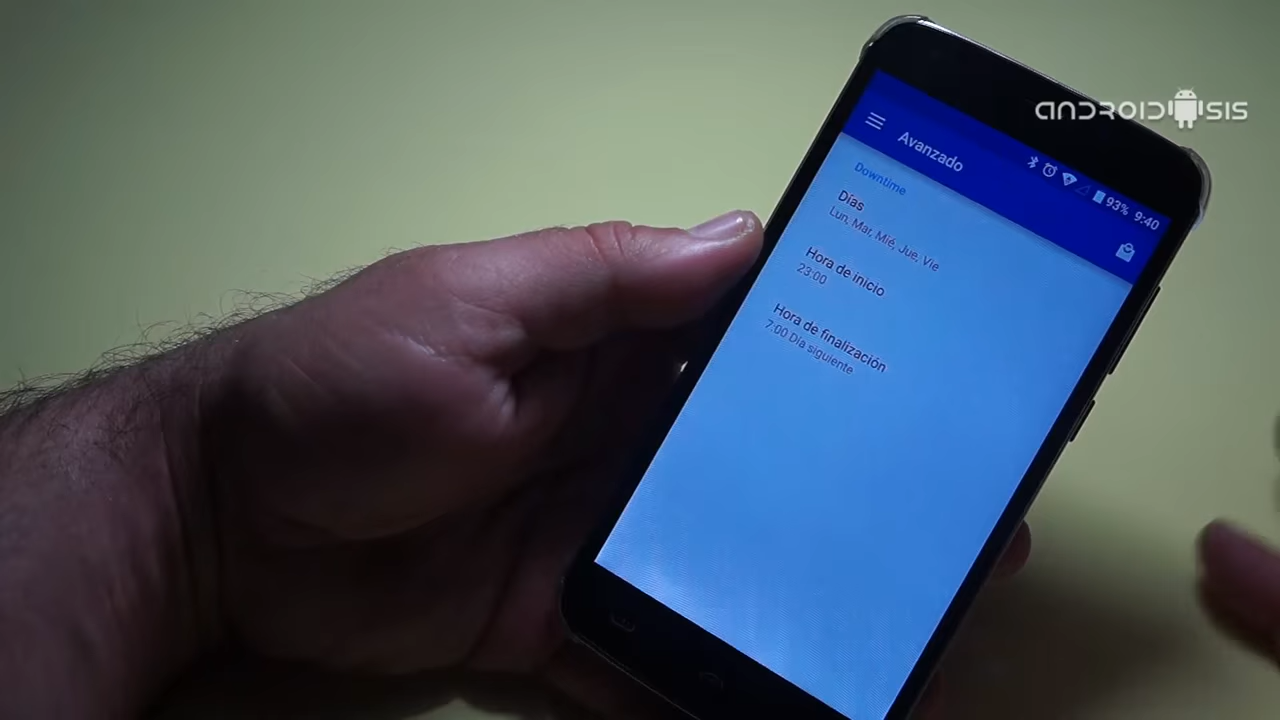 ANDROIDSIS
93% 9:40
Avanzado
Downtime
Días
Lun, Mar, Mié, Jue, Vie
Hora de inicio
23:00
Hora de finalización
7:00 Día siguiente